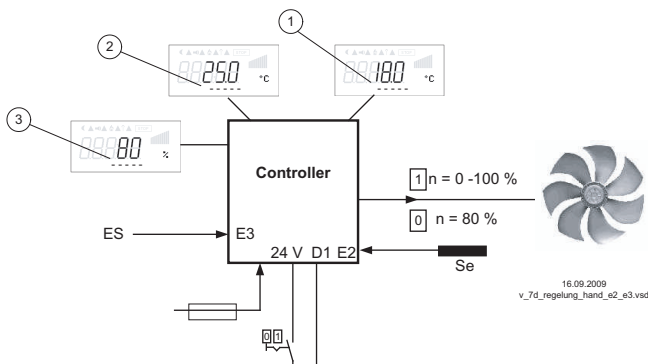 1
2
25.0 °C
18.0 °C
3
80 %
Controller
1 n = 0 -100 %
0 n = 80 %
ES
E3
24 V D1 E2
Se
0 1
16.09.2009
v_7d_regelung_hand_e2_e3.vsd